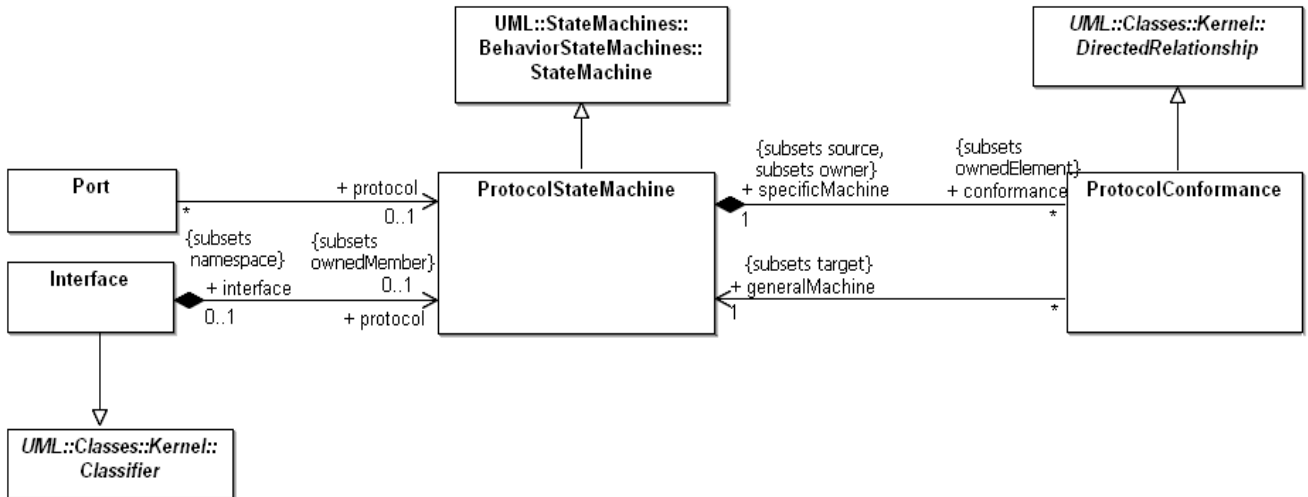 UML::StateMachines::
BehaviorStateMachines::
StateMachine
UML::Classes::Kernel::
DirectedRelationship
Port
+ protocol
*
0..1
Interface
{subsets
namespace}
+ interface
0..1
{subsets
ownedMember}
0..1
+ protocol
UML::Classes::Kernel::
Classifier
ProtocolStateMachine
{subsets source,
subsets owner}
+ specificMachine
1
{subsets
ownedElement}
+ conformance
*
{subsets target}
+ generalMachine
1
*
ProtocolConformance